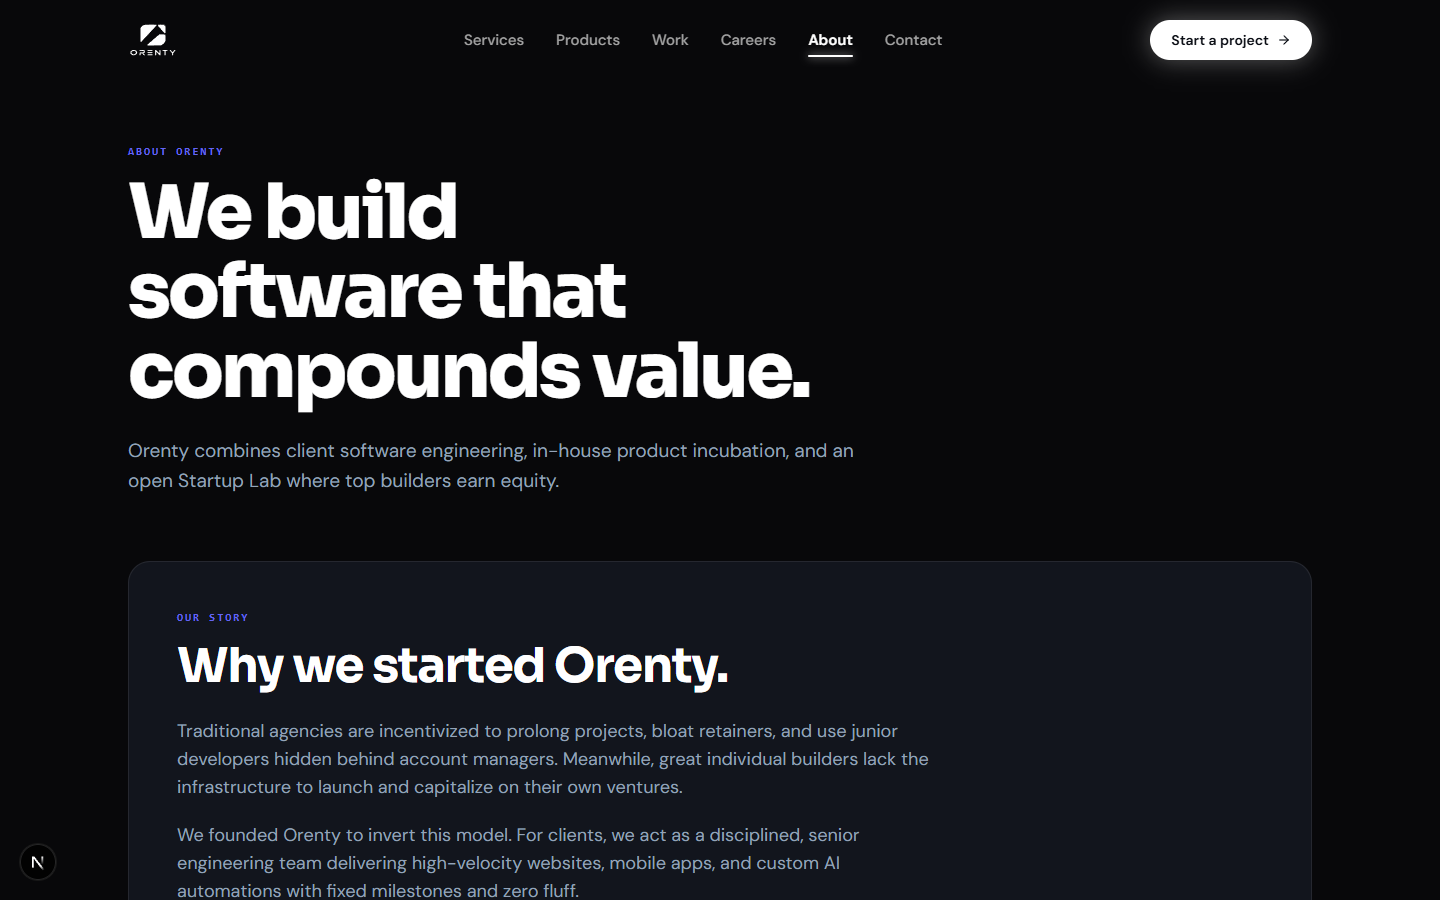 ORENTY
Services
Products
Work
Careers
About
Contact
Start a project →
ABOUT ORENTY
We build
software that
compounds value.
Orenty combines client software engineering, in-house product incubation, and an
open Startup Lab where top builders earn equity.
OUR STORY
Why we started Orenty.
Traditional agencies are incentivized to prolong projects, bloat retainers, and use junior
developers hidden behind account managers. Meanwhile, great individual builders lack the
infrastructure to launch and capitalize on their own ventures.
We founded Orenty to invert this model. For clients, we act as a disciplined, senior
engineering team delivering high-velocity websites, mobile apps, and custom AI
automations with fixed milestones and zero fluff.
N